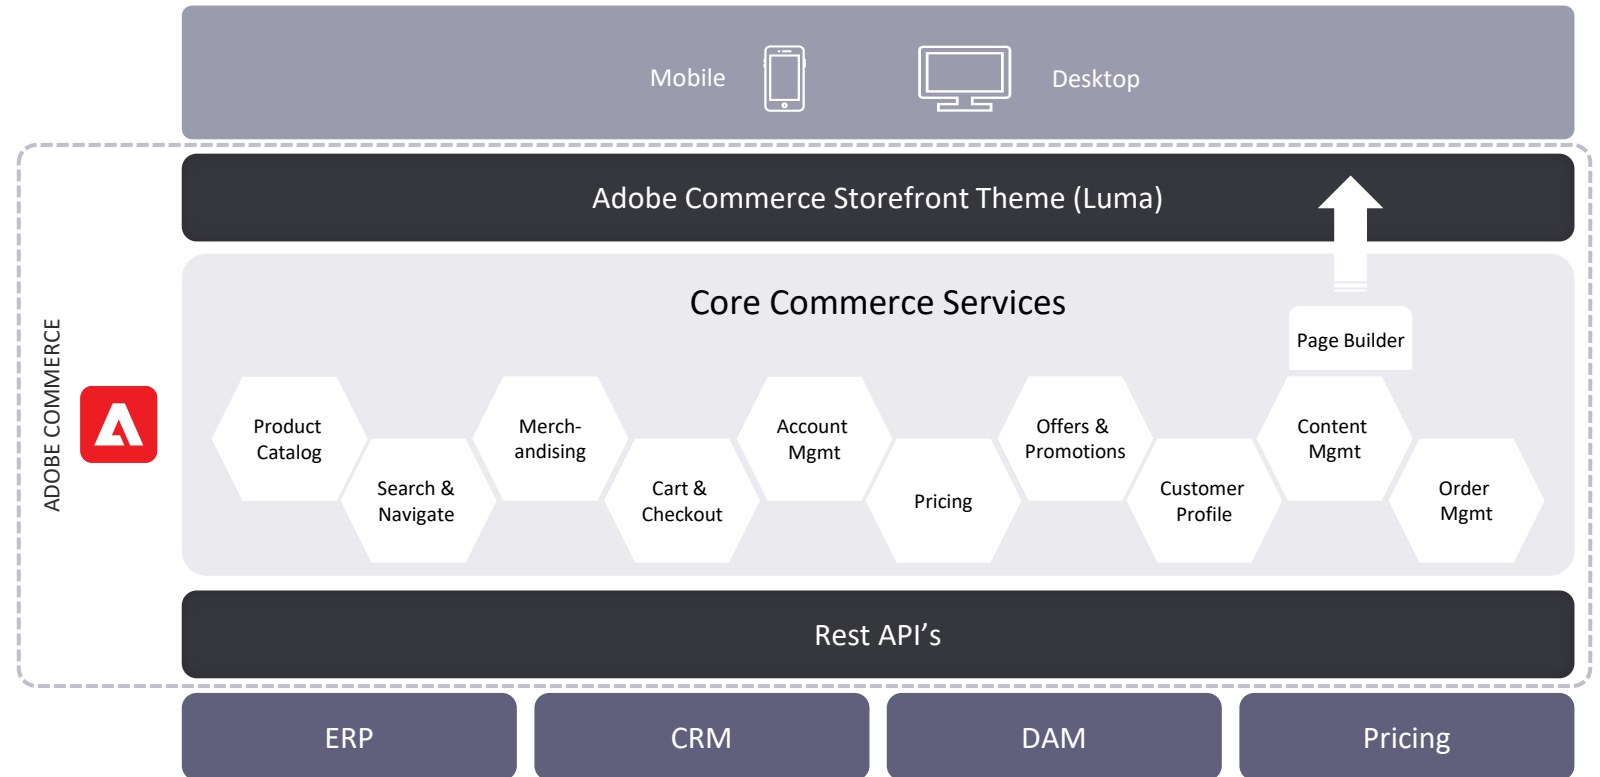 Mobile
Desktop
Adobe Commerce Storefront Theme (Luma)
ADOBE COMMERCE
Core Commerce Services
Page Builder
Product
Catalog
Search &
Navigate
Merch-
andising
Cart &
Checkout
Account
Mgmt
Pricing
Offers &
Promotions
Customer
Profile
Content
Mgmt
Order
Mgmt
Rest API’s
ERP
CRM
DAM
Pricing